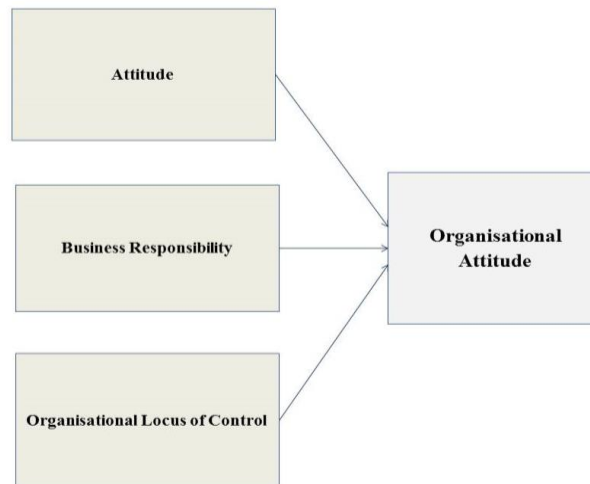 Attitude
Business Responsibility
Organisational Locus of Control
Organisational
Attitude